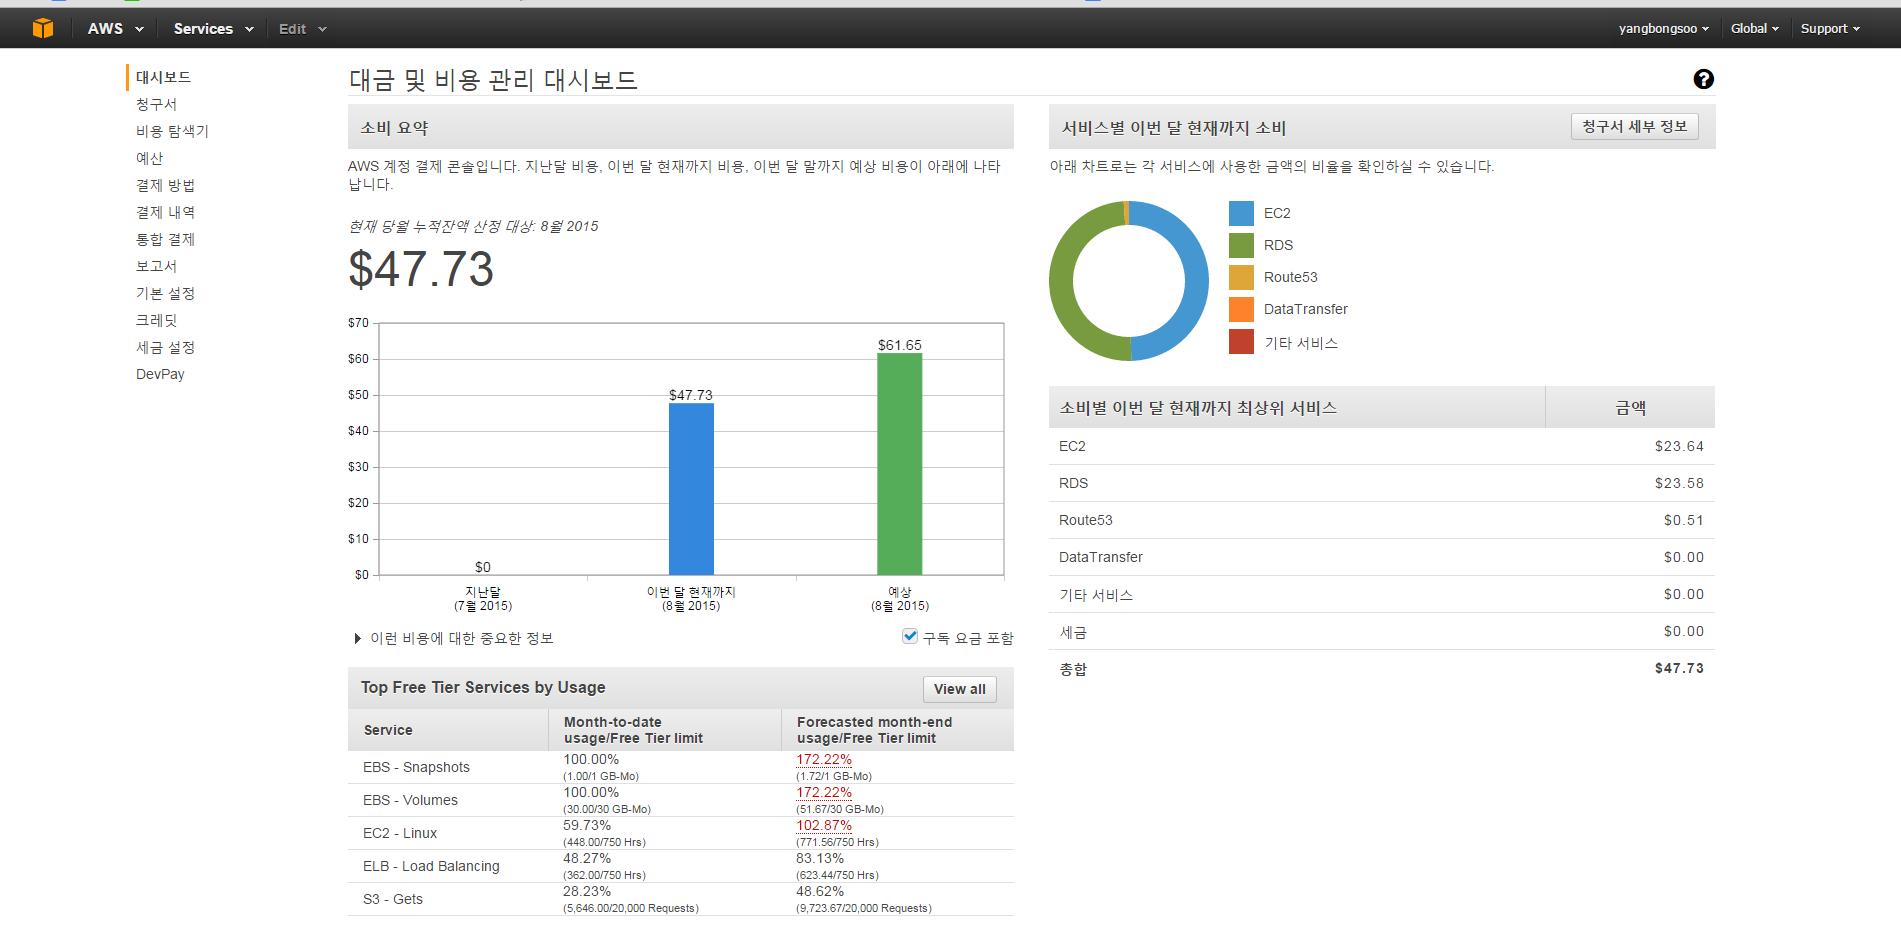 AWS Services Edit yangbongsoo Global Support
대시보드
청구서
비용 탐색기
예산
결제 방법
결제 내역
통합 결제
보고서
기본 설정
크레딧
세금 설정
DevPay
대금 및 비용 관리 대시보드
?
소비 요약
AWS 계정 결제 콘솔입니다. 지난달 비용, 이번 달 현재까지 비용, 이번 달 말까지 예상 비용이 아래에 나타
납니다.
현재 당월 누적잔액 산정 대상: 8월 2015
$47.73
$70
$60
$50
$40
$30
$20
$10
$0
$0
$47.73
$61.65
지난달
(7월 2015)
이번 달 현재까지
(8월 2015)
예상
(8월 2015)
이런 비용에 대한 중요한 정보
구독 요금 포함
Top Free Tier Services by Usage
View all
Service
Month-to-date
usage/Free Tier limit
Forecasted month-end
usage/Free Tier limit
EBS - Snapshots
100.00%
(1.00/1 GB-Mo)
172.22%
(1.72/1 GB-Mo)
EBS - Volumes
100.00%
(30.00/30 GB-Mo)
172.22%
(51.67/30 GB-Mo)
EC2 - Linux
59.73%
(448.00/750 Hrs)
102.87%
(771.56/750 Hrs)
ELB - Load Balancing
48.27%
(362.00/750 Hrs)
83.13%
(623.44/750 Hrs)
S3 - Gets
28.23%
(5,646.00/20,000 Requests)
48.62%
(9,723.67/20,000 Requests)
서비스별 이번 달 현재까지 소비
청구서 세부 정보
아래 차트로는 각 서비스에 사용한 금액의 비율을 확인하실 수 있습니다.
EC2
RDS
Route53
DataTransfer
기타 서비스
소비별 이번 달 현재까지 최상위 서비스 금액
EC2 $23.64
RDS $23.58
Route53 $0.51
DataTransfer $0.00
기타 서비스 $0.00
세금 $0.00
총합 $47.73